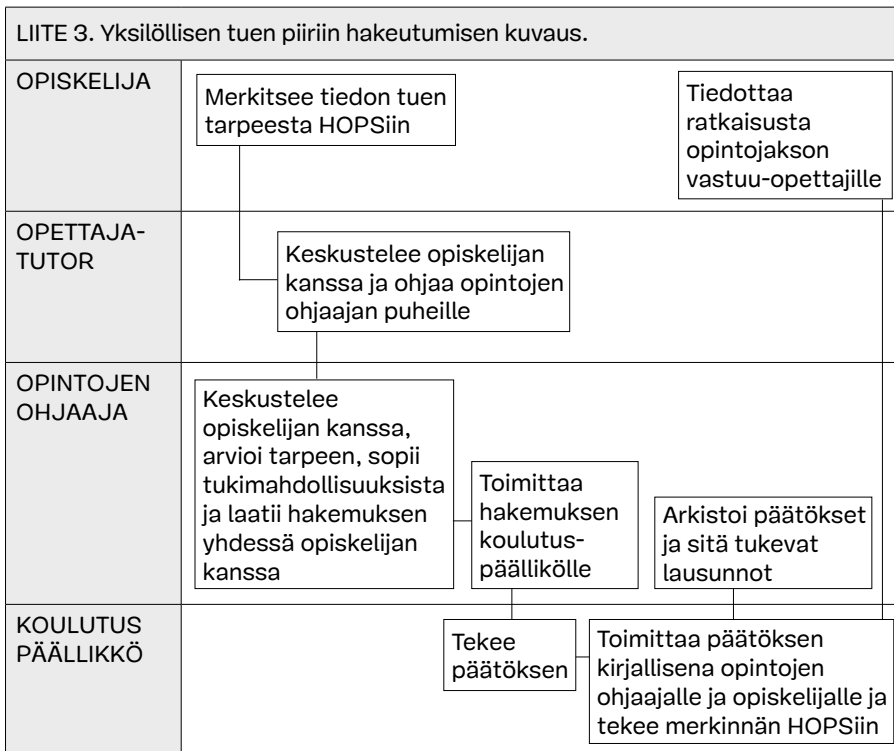 LIITE 3. Yksilöllisen tuen piiriin hakeutumisen kuvaus.
OPISKELIJA
Merkitsee tiedon tuen
tarpeesta HOPSiin
Tiedottaa
ratkaisusta
opintojakson
vastuu-opettajille
OPETTAJA-
TUTOR
Keskustelee opiskelijan
kanssa ja ohjaa opintojen
ohjaajan puheille
OPINTOJEN
OHJAAJA
Keskustelee
opiskelijan kanssa,
arvioi tarpeen, sopii
tukimahdollisuuksista
ja laatii hakemuksen
yhdessä opiskelijan
kanssa
Toimittaa
hakemuksen
koulutus-
päällikölle
Arkistoi päätökset
ja sitä tukevat
lausunnot
KOULUTUS
PÄÄLLIKKÖ
Tekee
päätöksen
Toimittaa päätöksen
kirjallisena opintojen
ohjaajalle ja opiskelijalle ja
tekee merkinnän HOPSiin